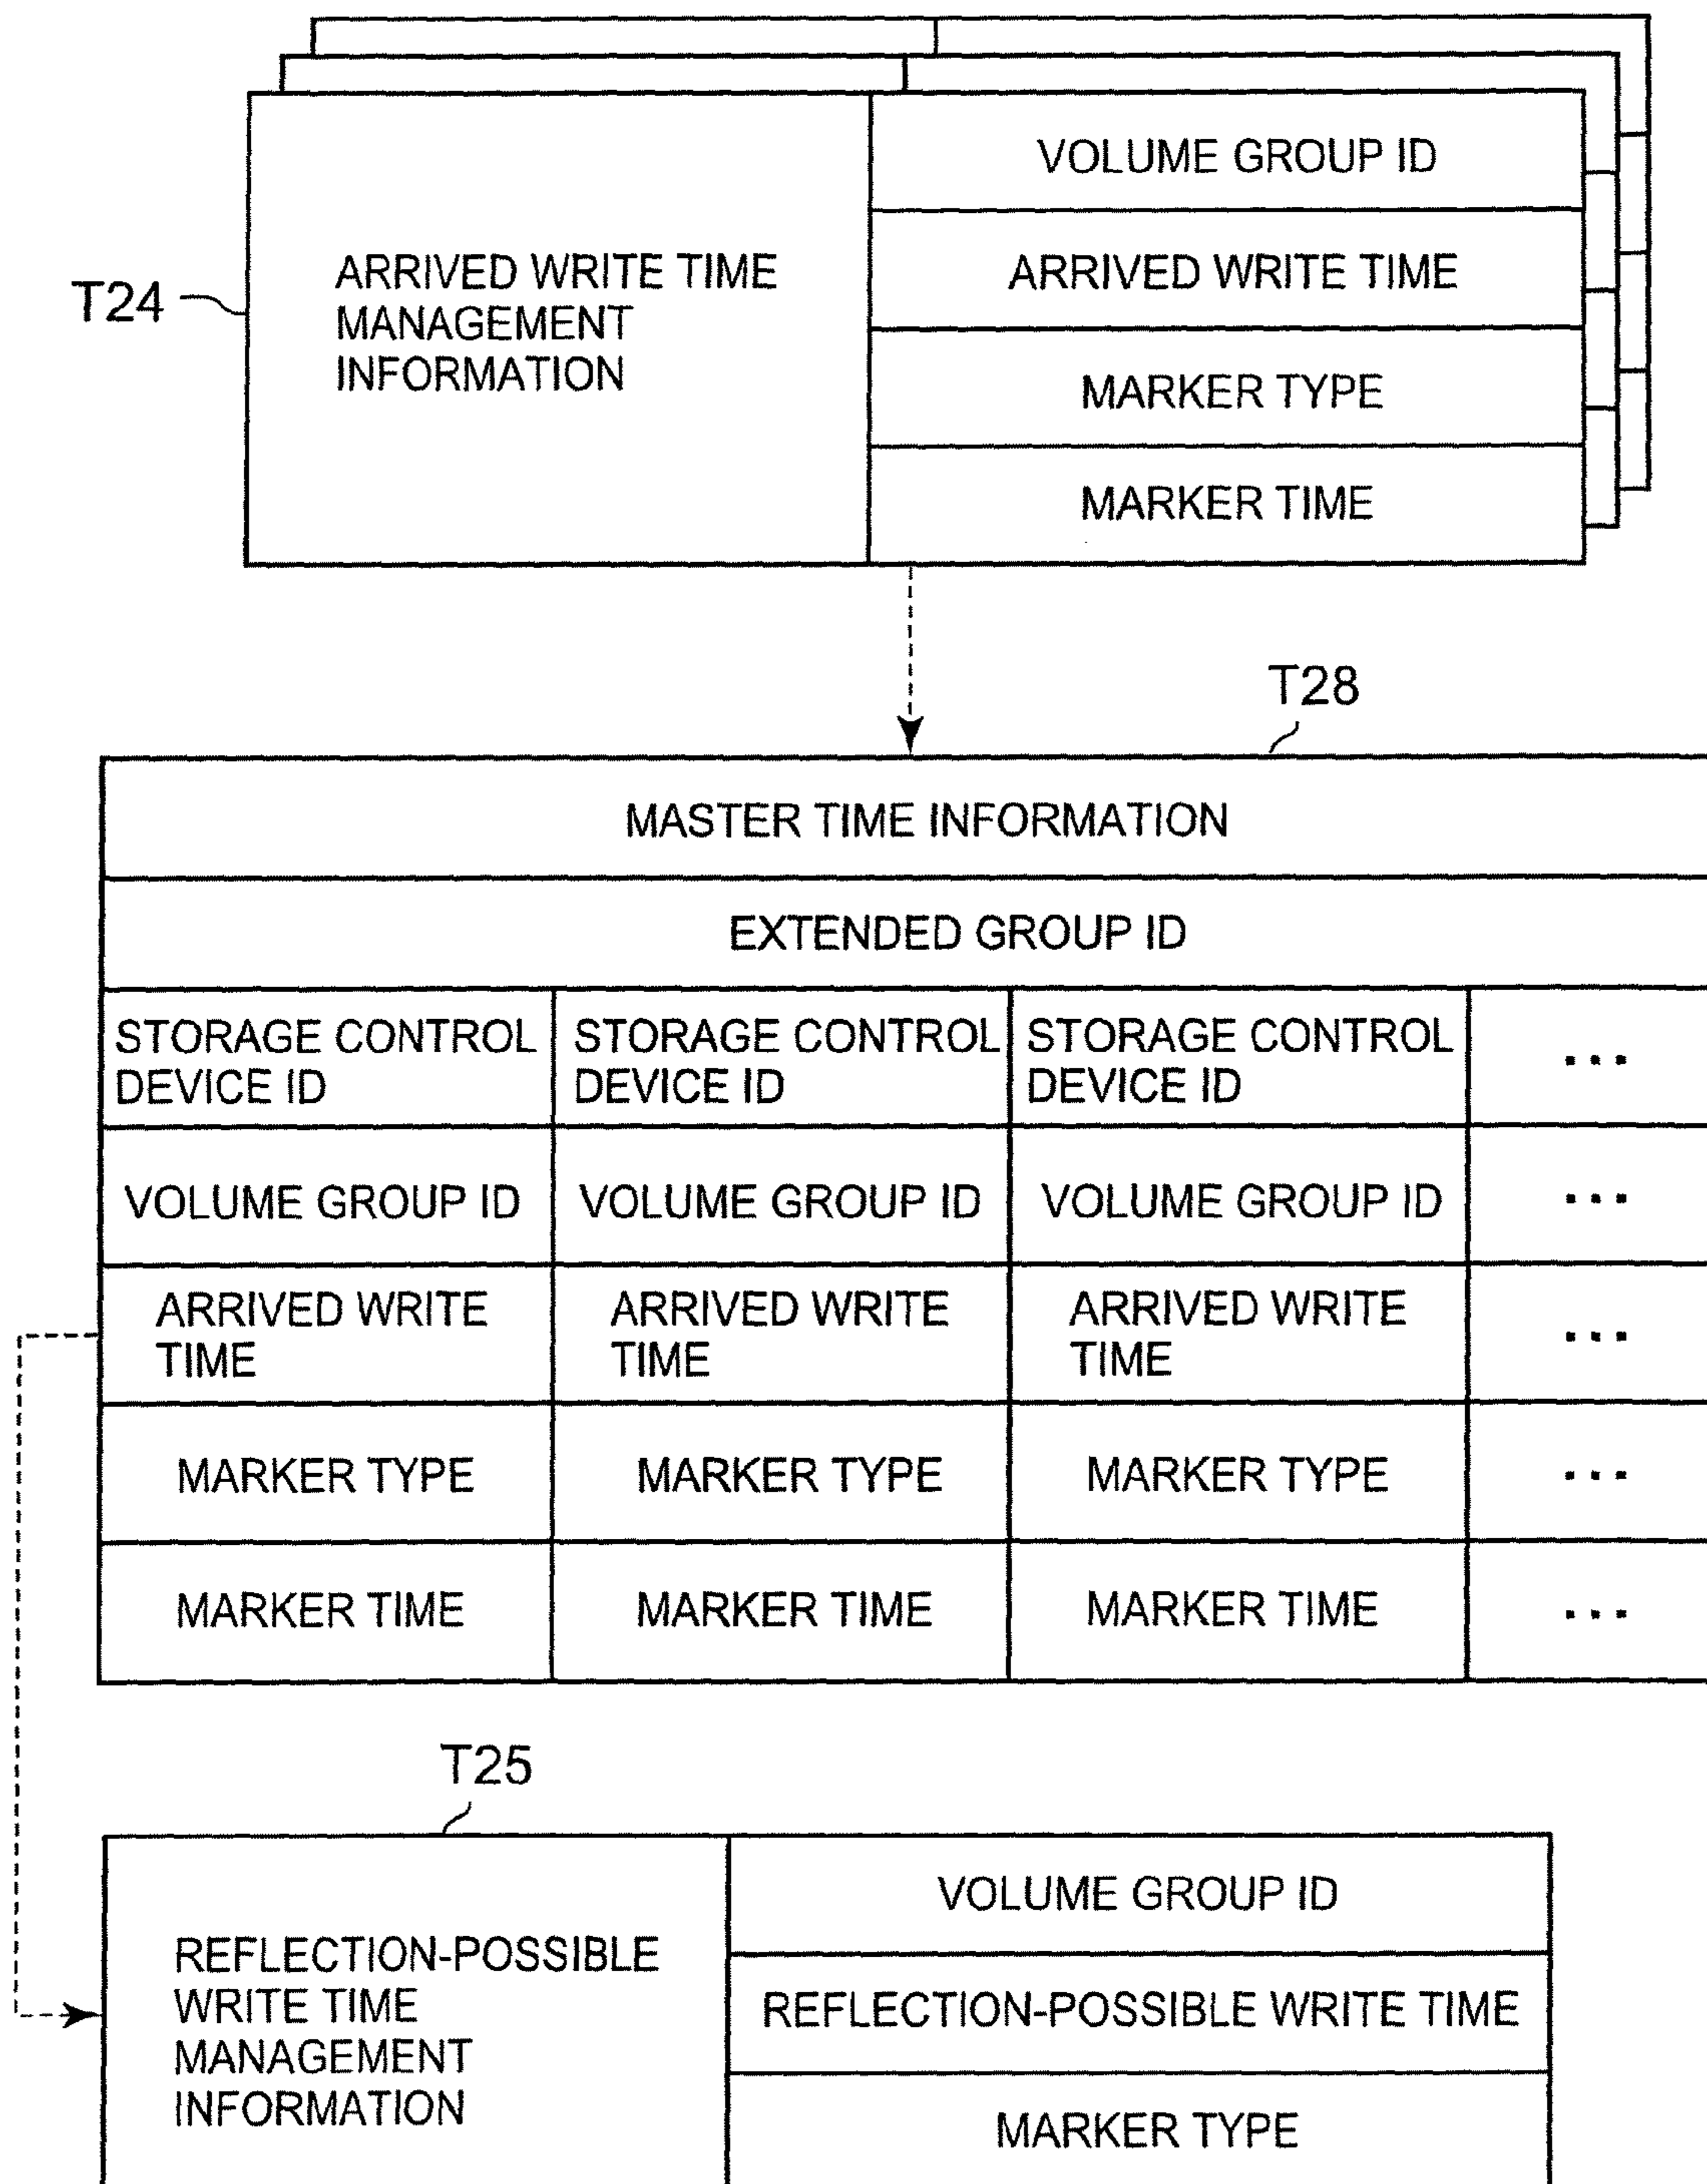 T24
ARRIVED WRITE TIME
MANAGEMENT
INFORMATION
VOLUME GROUP ID
ARRIVED WRITE TIME
MARKER TYPE
MARKER TIME
T28
MASTER TIME INFORMATION
EXTENDED GROUP ID
STORAGE CONTROL
DEVICE ID
STORAGE CONTROL
DEVICE ID
STORAGE CONTROL
DEVICE ID
...
VOLUME GROUP ID
VOLUME GROUP ID
VOLUME GROUP ID
...
ARRIVED WRITE
TIME
ARRIVED WRITE
TIME
ARRIVED WRITE
TIME
...
MARKER TYPE
MARKER TYPE
MARKER TYPE
...
MARKER TIME
MARKER TIME
MARKER TIME
...
T25
REFLECTION-POSSIBLE
WRITE TIME
MANAGEMENT
INFORMATION
VOLUME GROUP ID
REFLECTION-POSSIBLE WRITE TIME
MARKER TYPE